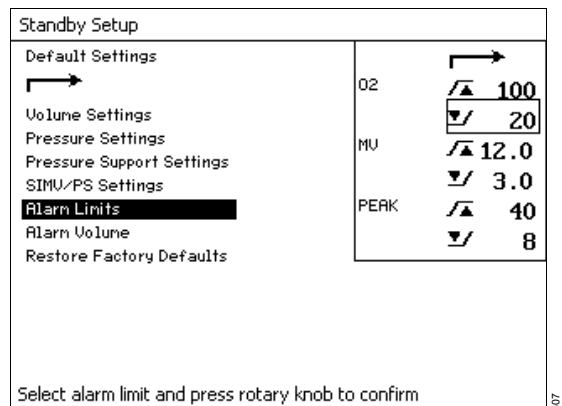 Standby Setup
Default Settings
Volume Settings
Pressure Settings
Pressure Support Settings
SIMV/PS Settings
Alarm Limits
Alarm Volume
Restore Factory Defaults
O2 100
20
MV 12.0
3.0
PEAK 40
8
Select alarm limit and press rotary knob to confirm
07